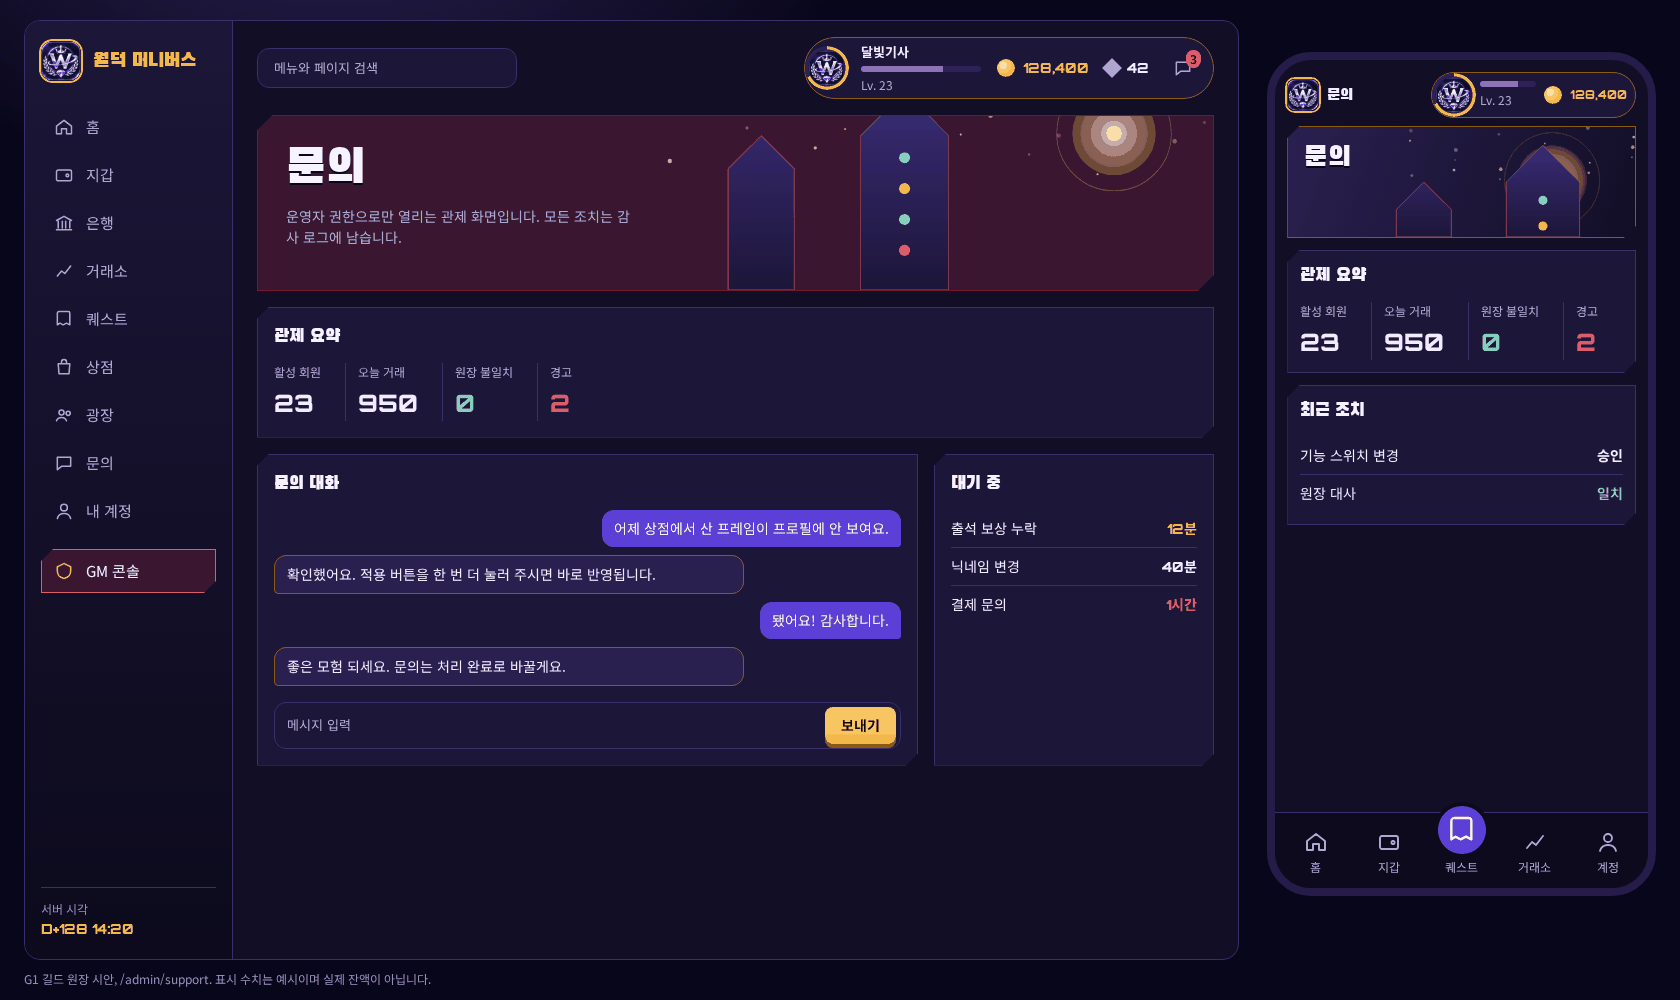 원덕 머니버스
홈
지갑
은행
거래소
퀘스트
상점
광장
문의
내 계정
GM 콘솔
서버 시각
D+128 14:20
메뉴와 페이지 검색
W
달빛기사
Lv. 23
128,400
42
3
문의
운영자 권한으로만 열리는 관제 화면입니다. 모든 조치는 감
사 로그에 남습니다.
관제 요약
활성 회원
23
오늘 거래
950
원장 불일치
0
경고
2
문의 대화
어제 상점에서 산 프레임이 프로필에 안 보여요.
확인했어요. 적용 버튼을 한 번 더 눌러 주시면 바로 반영됩니다.
됐어요! 감사합니다.
좋은 모험 되세요. 문의는 처리 완료로 바꿀게요.
메시지 입력
보내기
대기 중
출석 보상 누락 12분
닉네임 변경 40분
결제 문의 1시간
문의
Lv. 23
128,400
문의
관제 요약
활성 회원
23
오늘 거래
950
원장 불일치
0
경고
2
최근 조치
기능 스위치 변경 승인
원장 대사 일치
홈
지갑
퀘스트
거래소
계정
G1 길드 원장 시안, /admin/support. 표시 수치는 예시이며 실제 잔액이 아닙니다.